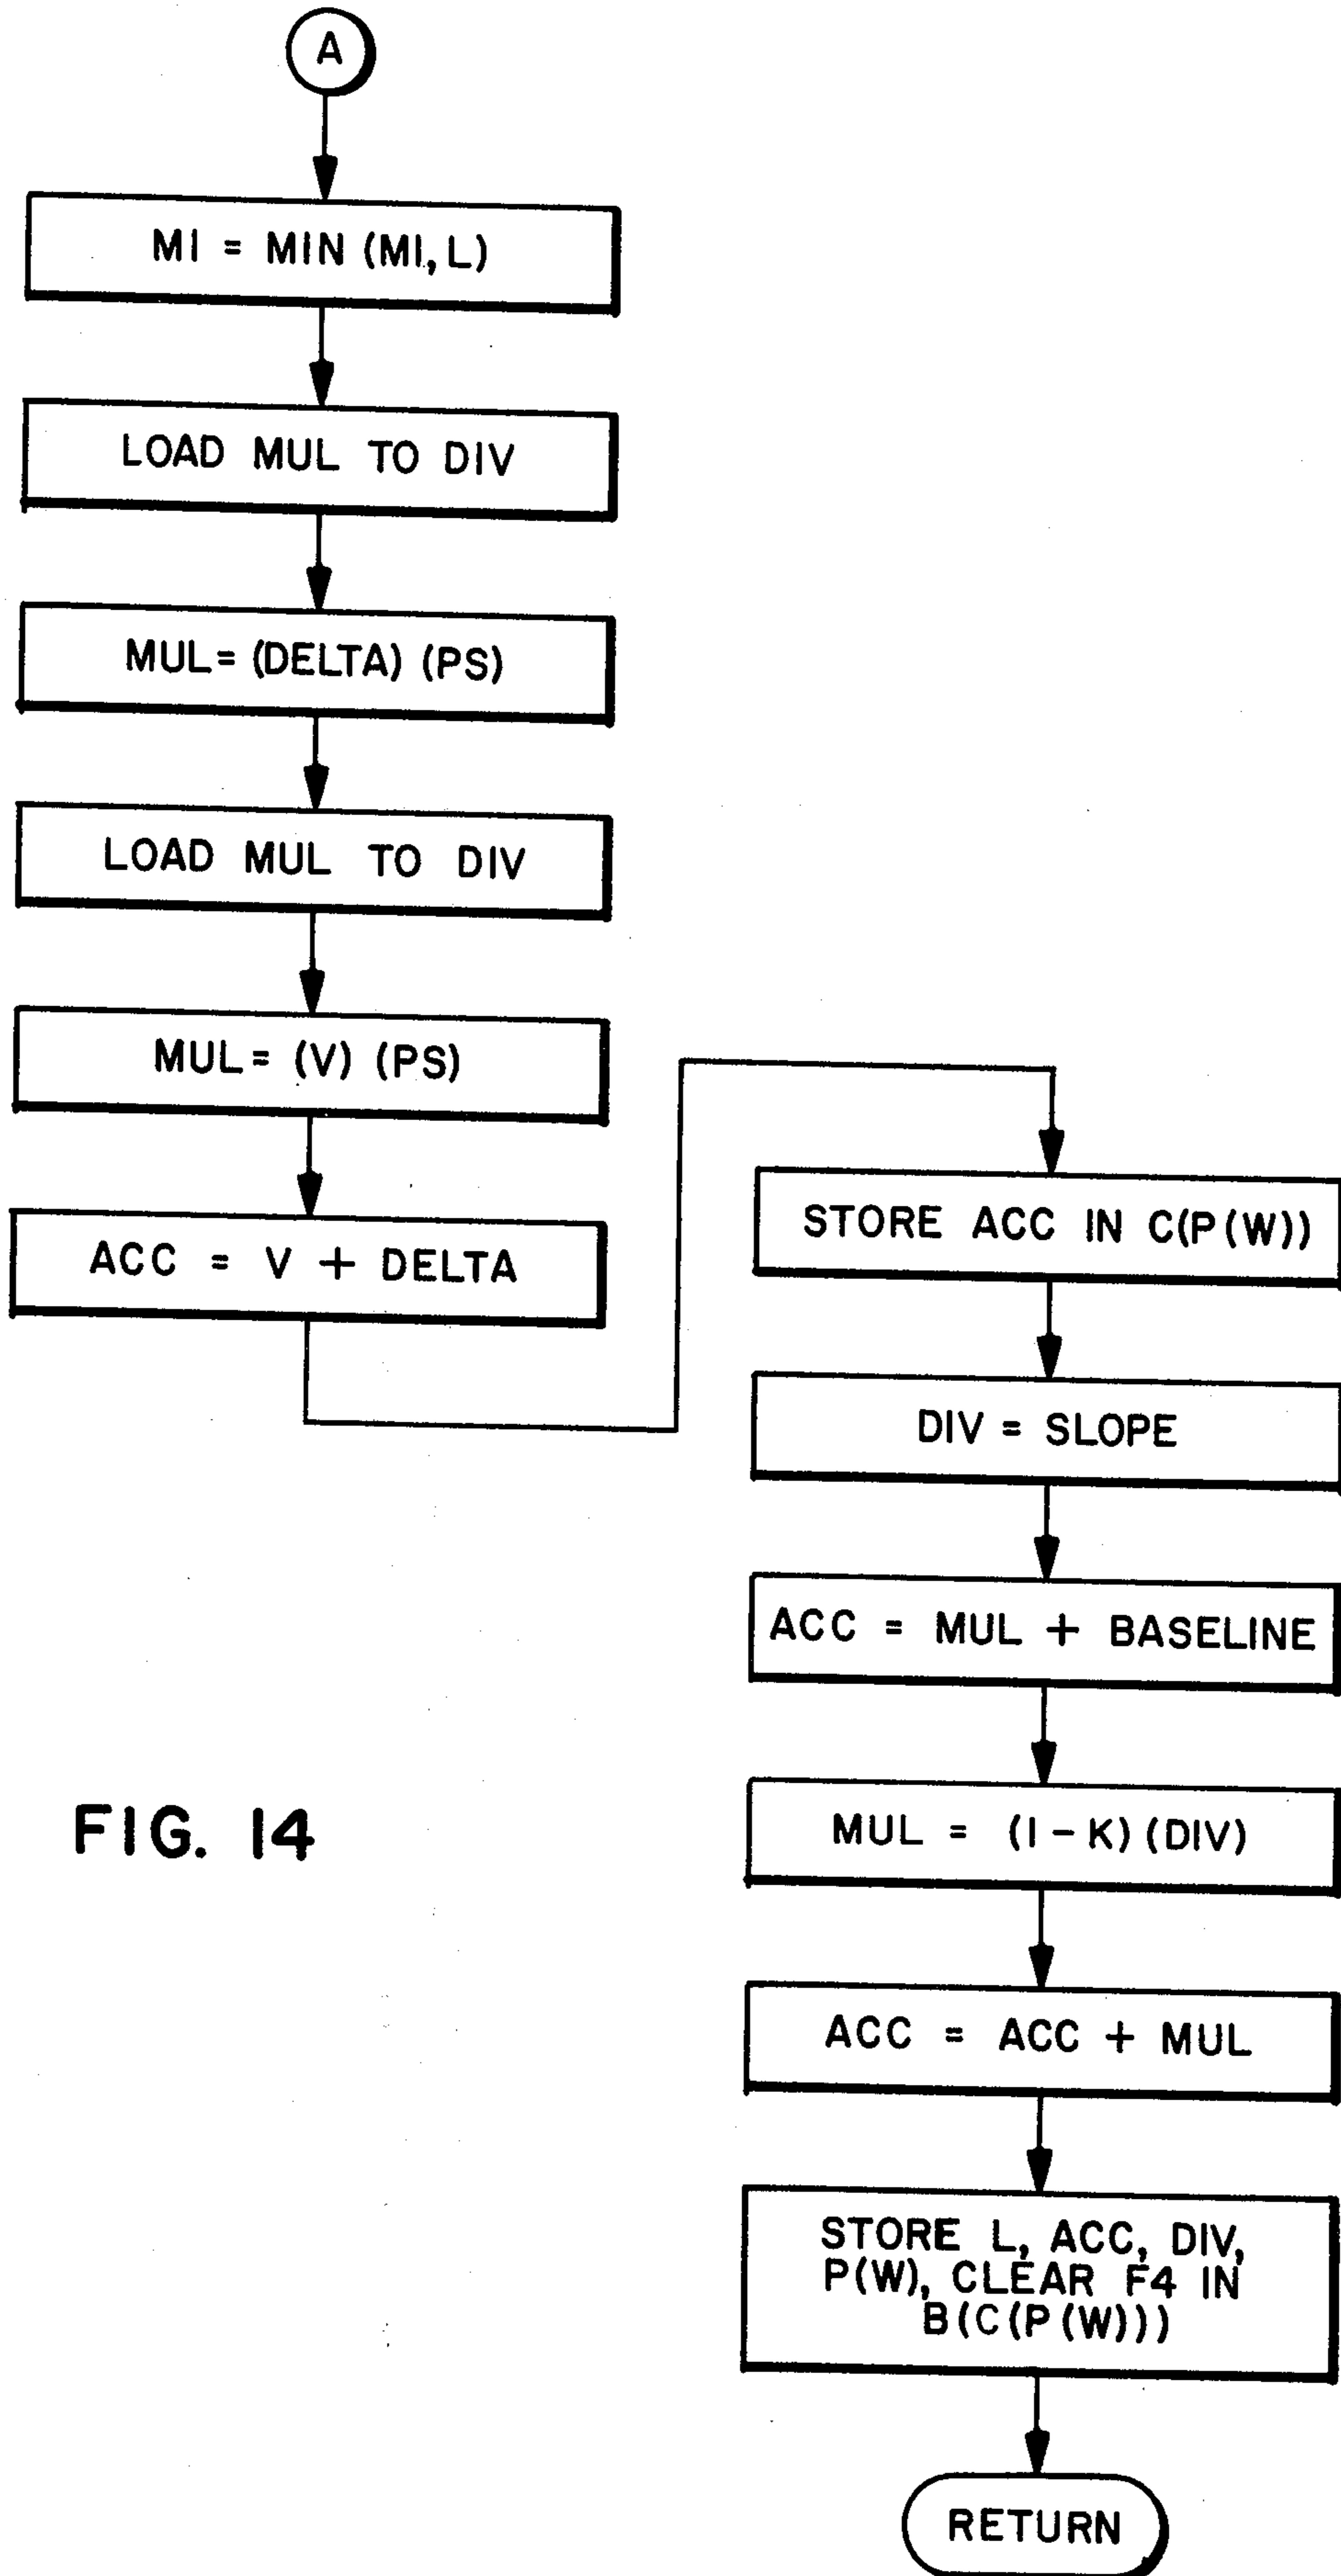 A
MI = MIN (MI, L)
LOAD MUL TO DIV
MUL = (DELTA) (PS)
LOAD MUL TO DIV
MUL = (V) (PS)
ACC = V + DELTA
STORE ACC IN C(P(W))
DIV = SLOPE
ACC = MUL + BASELINE
MUL = (1 - K) (DIV)
ACC = ACC + MUL
STORE L, ACC, DIV,
P(W), CLEAR F4 IN
B(C(P(W)))
RETURN
FIG. 14